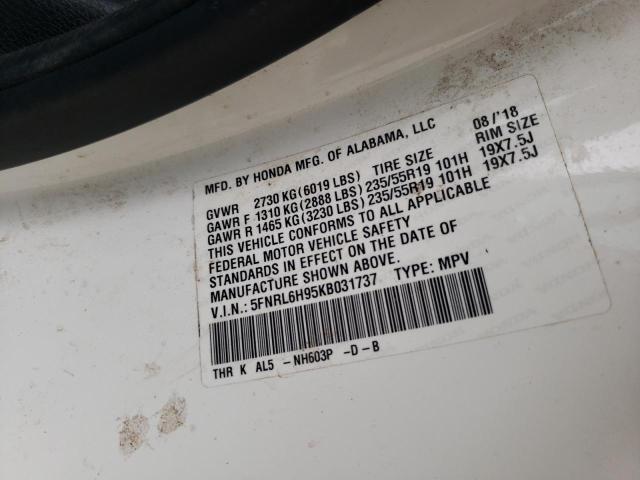 MFD. BY HONDA MFG. OF ALABAMA, LLC 08/'18
GVWR 2730 KG(6019 LBS) TIRE SIZE RIM SIZE
GAWR F 1310 KG(2888 LBS) 235/55R19 101H 19X7.5J
GAWR R 1465 KG(3230 LBS) 235/55R19 101H 19X7.5J
THIS VEHICLE CONFORMS TO ALL APPLICABLE
FEDERAL MOTOR VEHICLE SAFETY
STANDARDS IN EFFECT ON THE DATE OF
MANUFACTURE SHOWN ABOVE.
V.I.N.: 5FNRL6H95KB031737 TYPE: MPV
THR K AL5 -NH603P -D-B